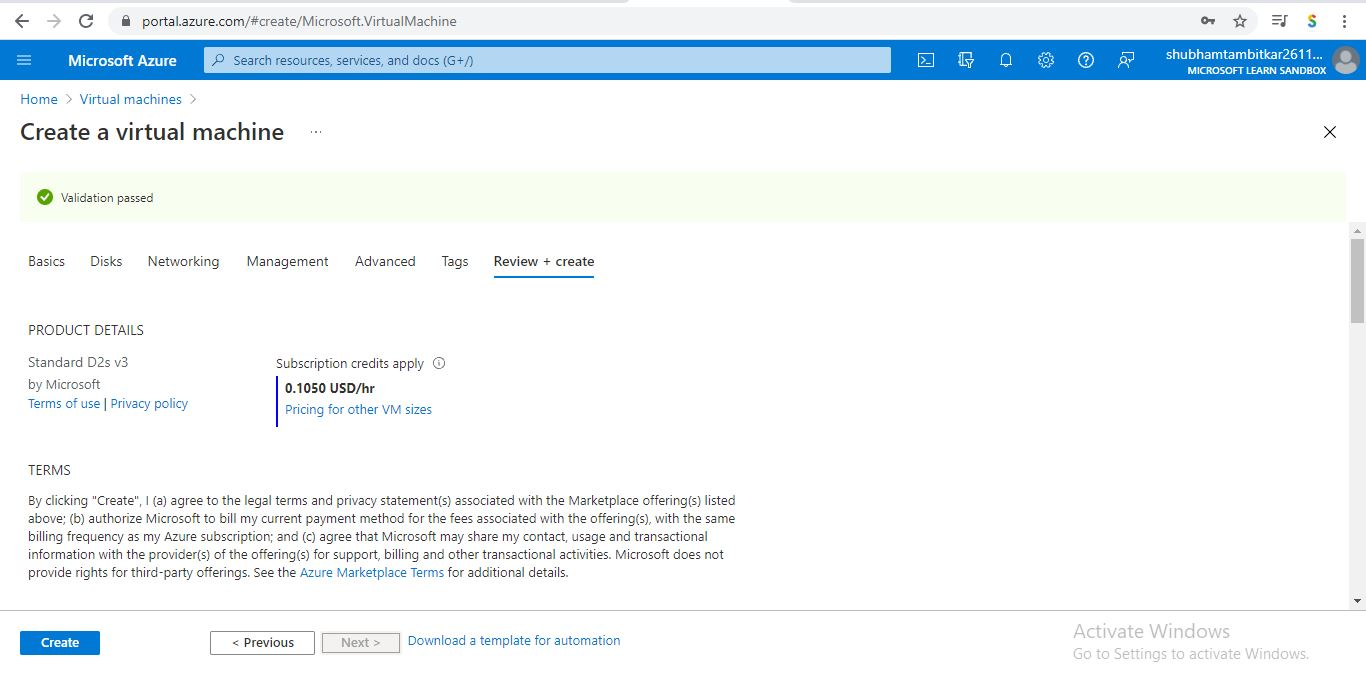 portal.azure.com/#create/Microsoft.VirtualMachine
Microsoft Azure
Search resources, services, and docs (G+/)
shubhamtambitkar2611...
MICROSOFT LEARN SANDBOX
Home > Virtual machines >
Create a virtual machine ...
Validation passed
Basics Disks Networking Management Advanced Tags Review + create
PRODUCT DETAILS
Standard D2s v3
by Microsoft
Terms of use | Privacy policy
Subscription credits apply
0.1050 USD/hr
Pricing for other VM sizes
TERMS
By clicking "Create", I (a) agree to the legal terms and privacy statement(s) associated with the Marketplace offering(s) listed
above; (b) authorize Microsoft to bill my current payment method for the fees associated with the offering(s), with the same
billing frequency as my Azure subscription; and (c) agree that Microsoft may share my contact, usage and transactional
information with the provider(s) of the offering(s) for support, billing and other transactional activities. Microsoft does not
provide rights for third-party offerings. See the Azure Marketplace Terms for additional details.
Create
< Previous
Next >
Download a template for automation
Activate Windows
Go to Settings to activate Windows.